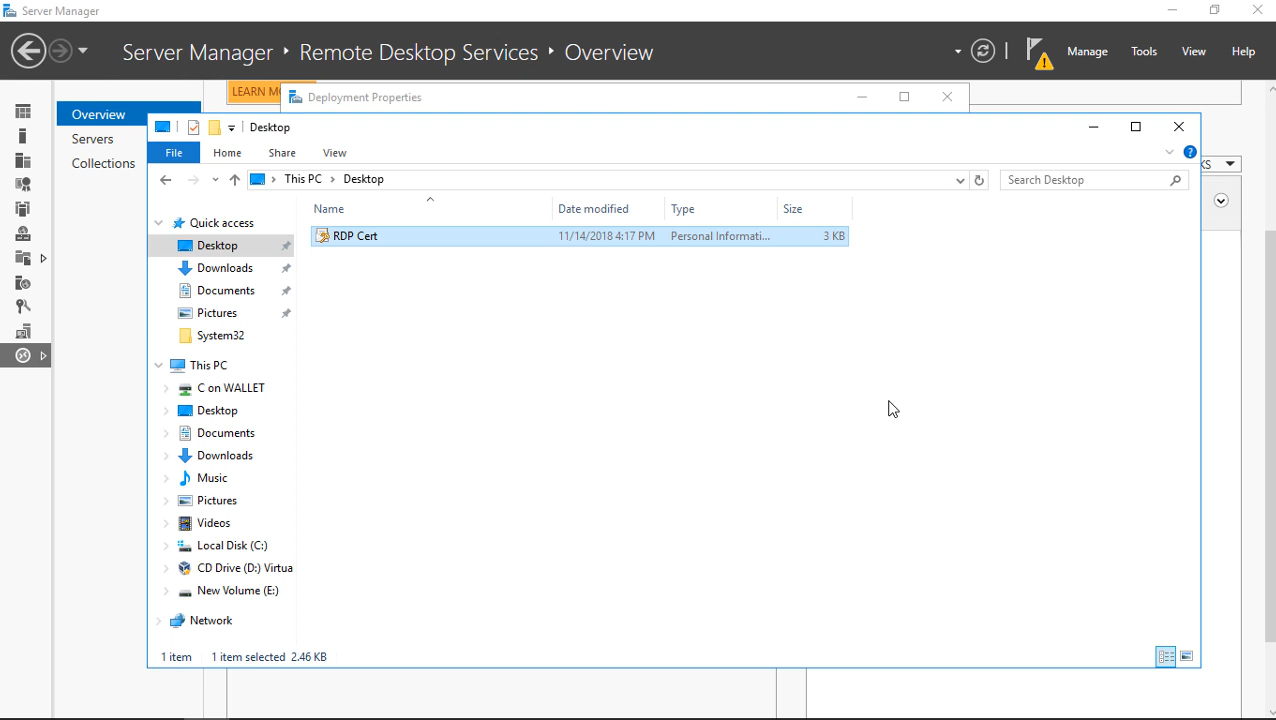 Server Manager
Server Manager Remote Desktop Services Overview
Manage Tools View Help
LEARN MO
Deployment Properties
Overview
Servers
Collections
KS
Desktop
File Home Share View
This PC Desktop
Search Desktop
Name Date modified Type Size
RDP Cert 11/14/2018 4:17 PM Personal Informati... 3 KB
Quick access
Desktop
Downloads
Documents
Pictures
System32
This PC
C on WALLET
Desktop
Documents
Downloads
Music
Pictures
Videos
Local Disk (C:)
CD Drive (D:) Virtua
New Volume (E:)
Network
1 item 1 item selected 2.46 KB